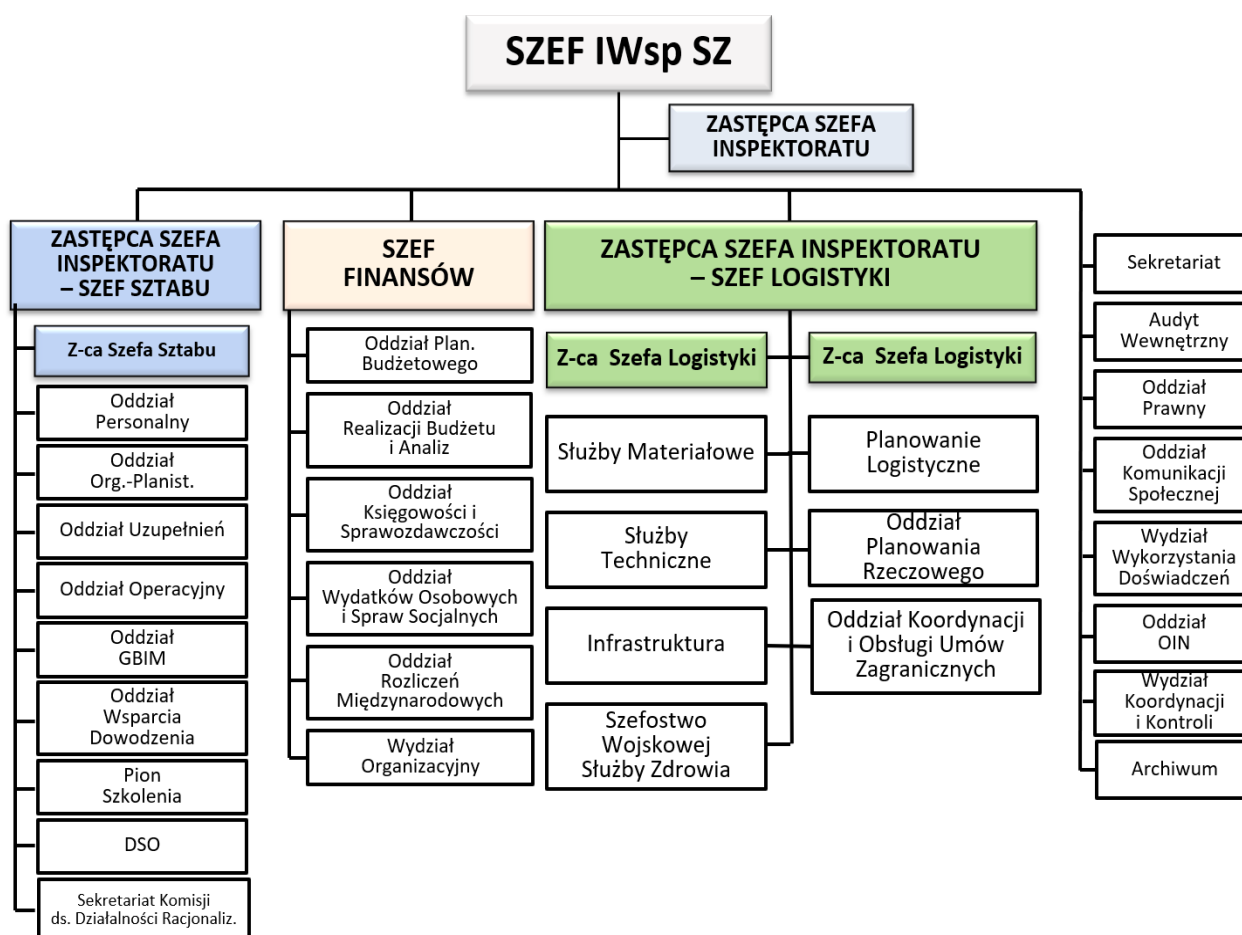 SZEF IWsp SZ
ZASTĘPCA SZEFA
INSPEKTORATU
ZASTĘPCA SZEFA
INSPEKTORATU
– SZEF SZTABU
Z-ca Szefa Sztabu
Oddział
Personalny
Oddział
Org.-Planist.
Oddział Uzupełnień
Oddział Operacyjny
Oddział
GBIM
Oddział
Wsparcia
Dowodzenia
Pion
Szkolenia
DSO
Sekretariat Komisji
ds. Działalności Racjonaliz.
SZEF
FINANSÓW
Oddział Plan.
Budżetowego
Oddział
Realizacji Budżetu
i Analiz
Oddział
Księgowości i
Sprawozdawczości
Oddział
Wydatków Osobowych
i Spraw Socjalnych
Oddział
Rozliczeń
Międzynarodowych
Wydział
Organizacyjny
ZASTĘPCA SZEFA INSPEKTORATU
– SZEF LOGISTYKI
Z-ca Szefa Logistyki
Służby Materiałowe
Służby
Techniczne
Infrastruktura
Szefostwo
Wojskowej
Służby Zdrowia
Z-ca Szefa Logistyki
Planowanie
Logistyczne
Oddział
Planowania
Rzeczowego
Oddział Koordynacji
i Obsługi Umów
Zagranicznych
Sekretariat
Audyt
Wewnętrzny
Oddział
Prawny
Oddział
Komunikacji
Społecznej
Wydział
Wykorzystania
Doświadczeń
Oddział
OIN
Wydział
Koordynacji
i Kontroli
Archiwum